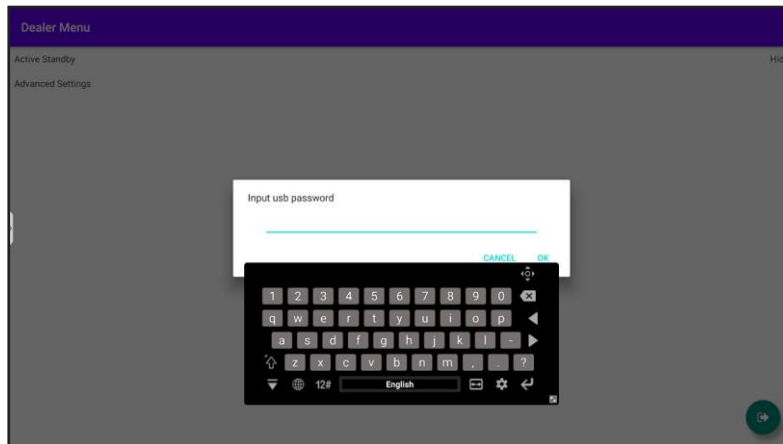 Dealer Menu
Active Standby
Hid
Advanced Settings
Input usb password
CANCEL OK
1 2 3 4 5 6 7 8 9 0
q w e r t y u i o p
a s d f g h j k l -
z x c v b n m , . ?
12# English